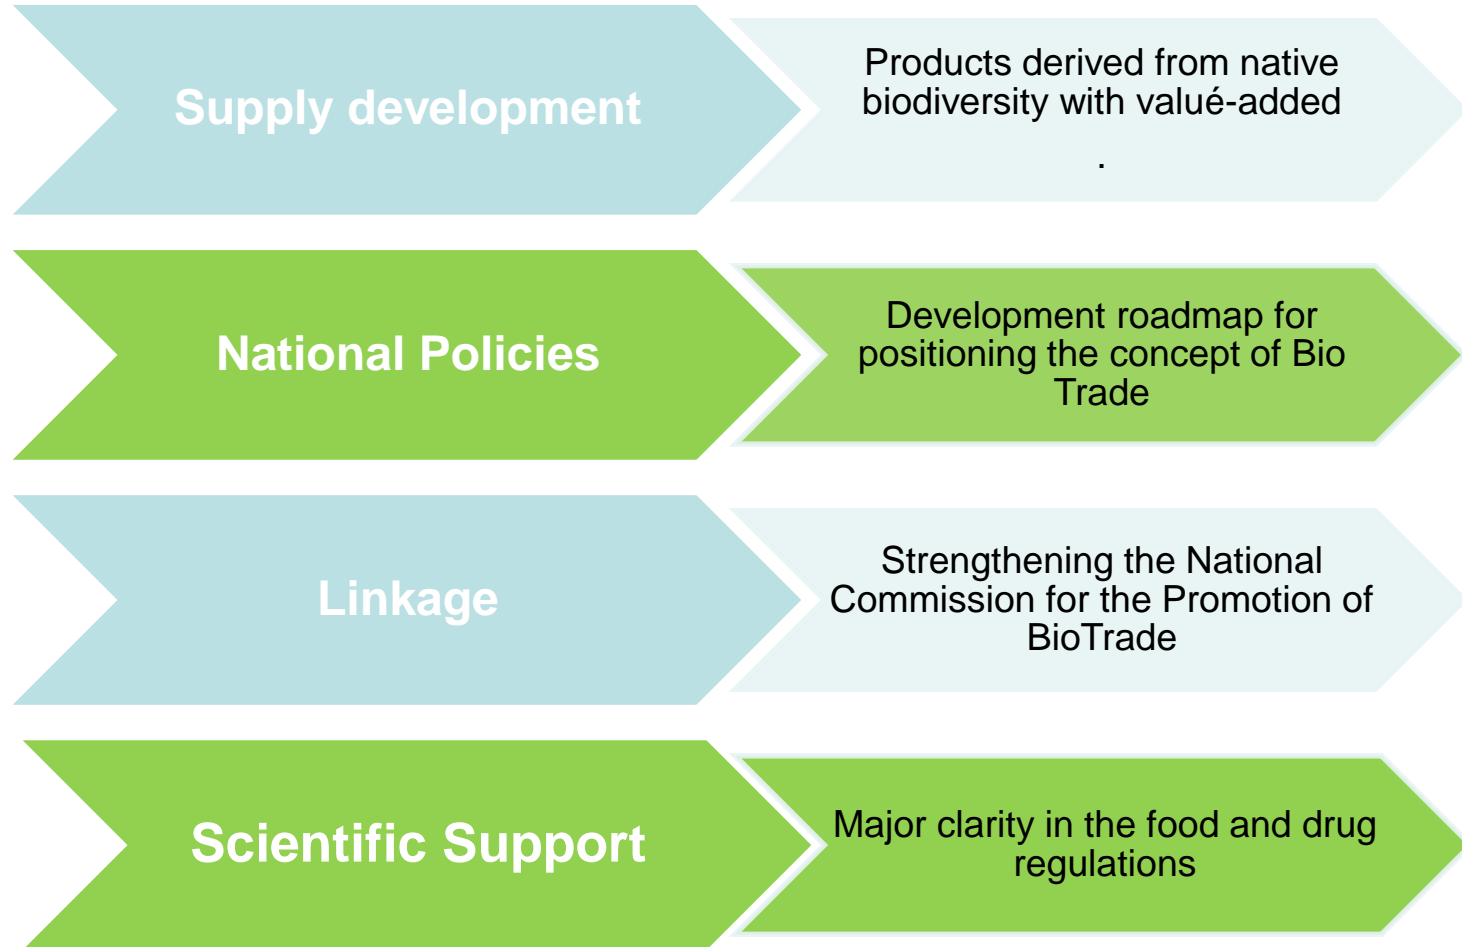 Supply development
Products derived from native
biodiversity with valué-added
.
National Policies
Development roadmap for
positioning the concept of Bio
Trade
Linkage
Strengthening the National
Commission for the Promotion of
BioTrade
Scientific Support
Major clarity in the food and drug
regulations